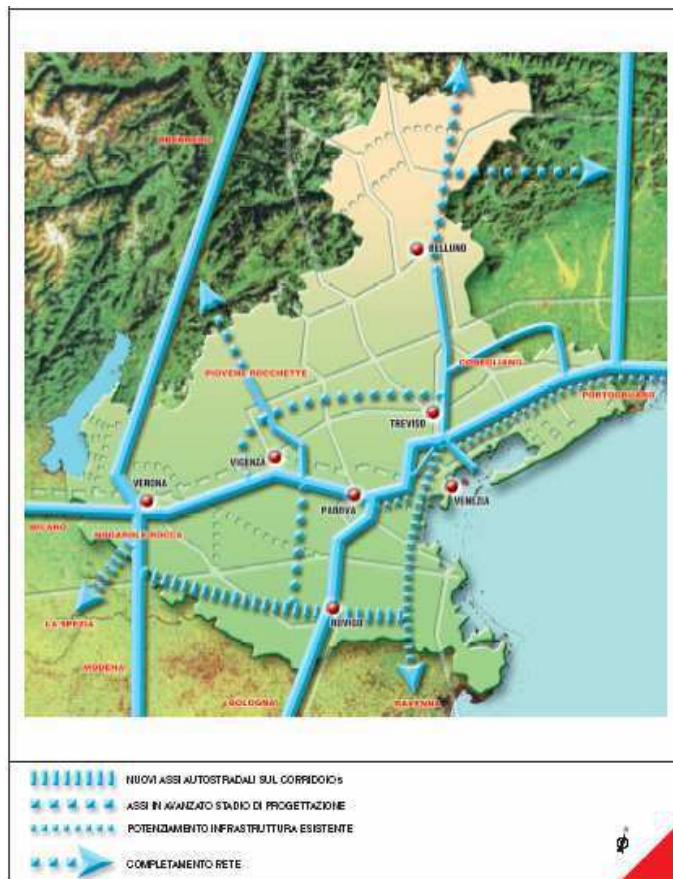 BRENNERO
BELLUNO
PIOVENE ROCCHETTE
CONEGLIANO
PORTOGRUARO
TREVISO
VICENZA
VERONA
VENEZIA
PADOVA
MILANO
NOGAROLE ROCCA
LA SPEZIA
ROVIGO
MODENA
BOLOGNA
RAVENNA
NUOVI ASSI AUTOSTRADALI SUL CORRIDOIO 5
ASSI IN AVANZATO STADIO DI PROGETTAZIONE
POTENZIAMENTO INFRASTRUTTURA ESISTENTE
COMPLETAMENTO RETE